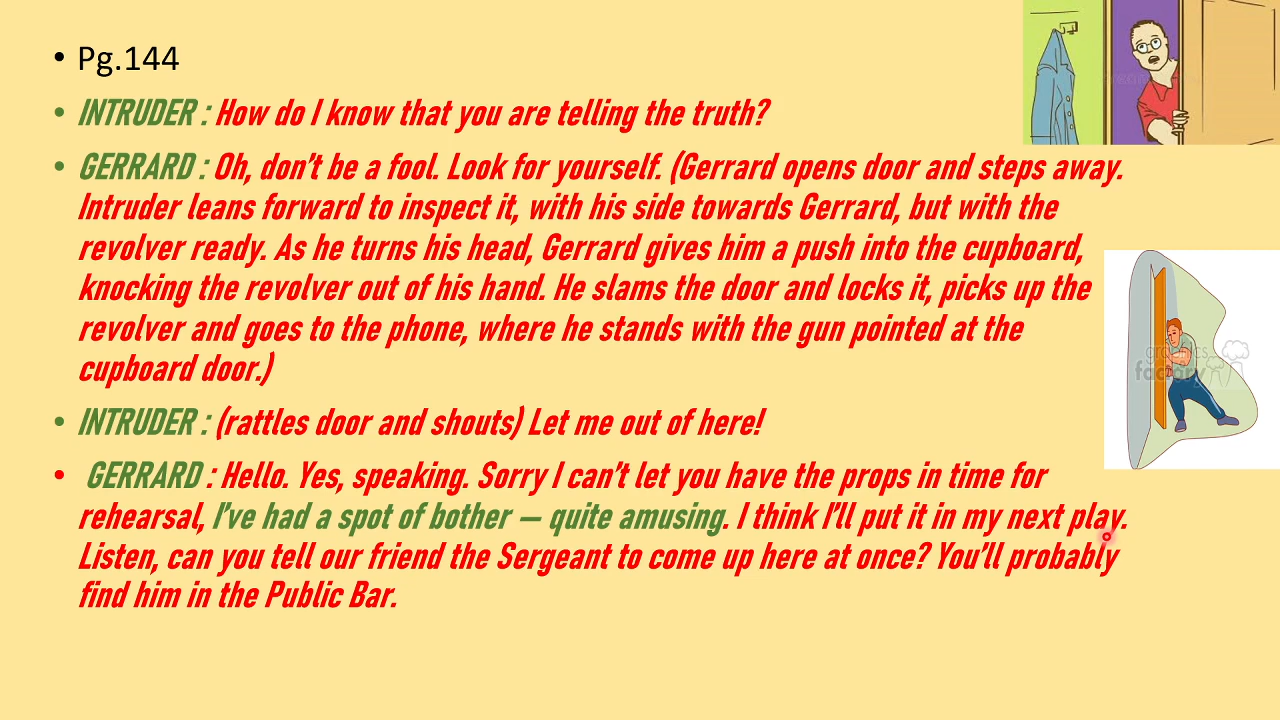 • Pg.144
• INTRUDER : How do I know that you are telling the truth?
• GERRARD : Oh, don’t be a fool. Look for yourself. (Gerrard opens door and steps away.
Intruder leans forward to inspect it, with his side towards Gerrard, but with the
revolver ready. As he turns his head, Gerrard gives him a push into the cupboard,
knocking the revolver out of his hand. He slams the door and locks it, picks up the
revolver and goes to the phone, where he stands with the gun pointed at the
cupboard door.)
• INTRUDER : (rattles door and shouts) Let me out of here!
• GERRARD : Hello. Yes, speaking. Sorry I can’t let you have the props in time for
rehearsal, I’ve had a spot of bother – quite amusing. I think I’ll put it in my next play.
Listen, can you tell our friend the Sergeant to come up here at once? You’ll probably
find him in the Public Bar.
graphics
factory